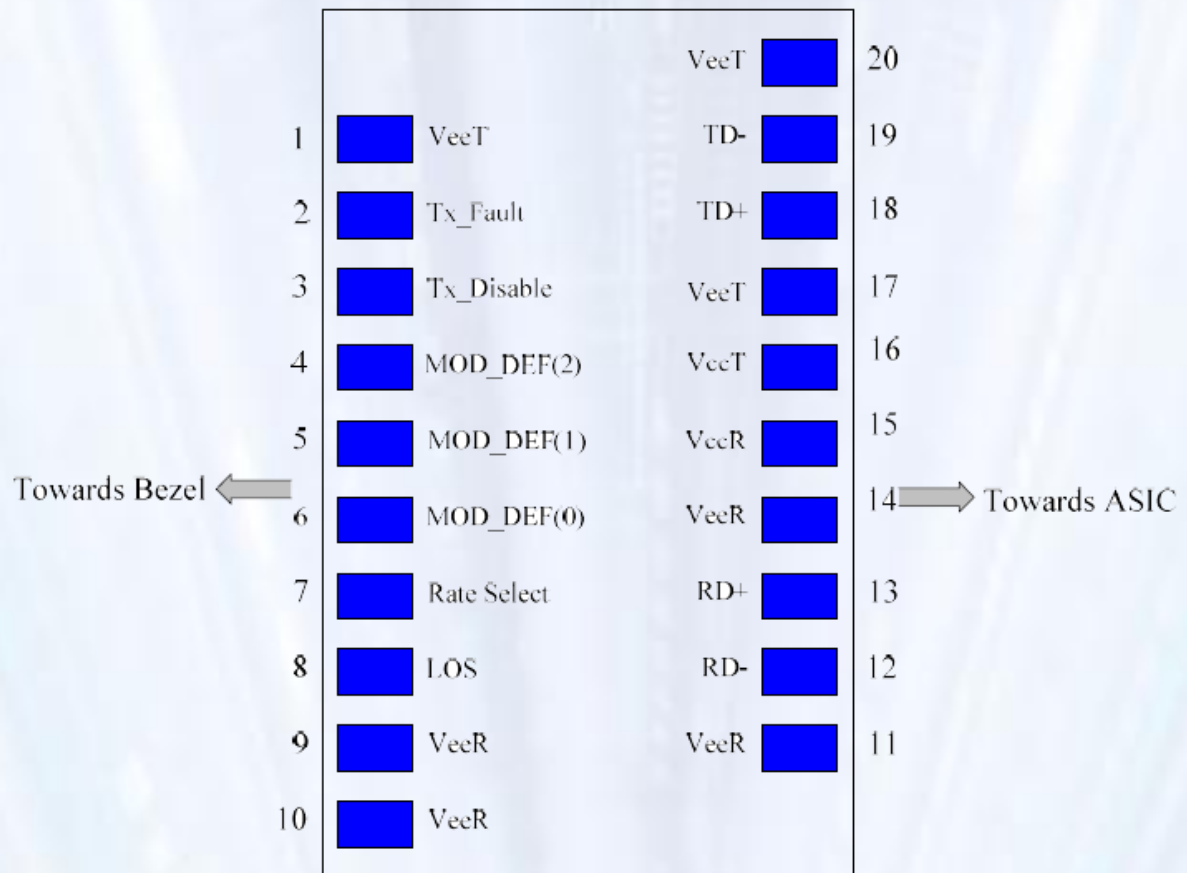 VeeT 20
1 VeeT TD- 19
2 Tx_Fault TD+ 18
3 Tx_Disable VeeT 17
4 MOD_DEF(2) VccT 16
5 MOD_DEF(1) VccR 15
Towards Bezel
6 MOD_DEF(0) VeeR 14 Towards ASIC
7 Rate Select RD+ 13
8 LOS RD- 12
9 VeeR VeeR 11
10 VeeR